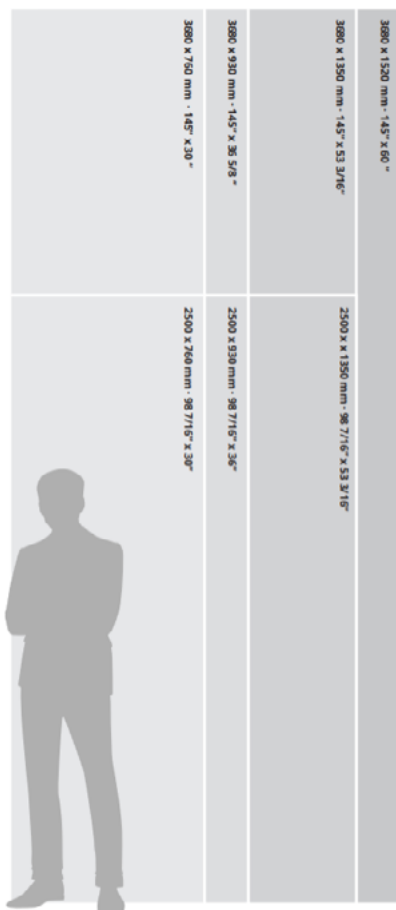 3680 x 760 mm · 145” x 30 ”
3680 x 930 mm · 145” x 36 5/8 ”
3680 x 1350 mm · 145” x 53 3/16”
3680 x 1520 mm · 145” x 60 ”
2500 x 760 mm · 98 7/16” x 30”
2500 x 930 mm · 98 7/16” x 36”
2500 x x 1350 mm · 98 7/16” x 53 3/16”